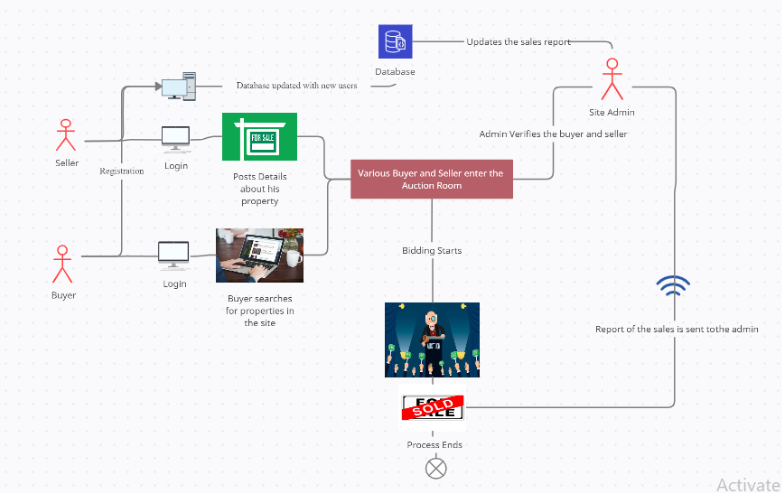 Updates the sales report
Database
Database updated with new users
Site Admin
Admin Verifies the buyer and seller
Seller
Login
FOR SALE
Registration
Posts Details
about his
property
Various Buyer and Seller enter the
Auction Room
Bidding Starts
Buyer
Login
Buyer searches
for properties in
the site
Report of the sales is sent tothe admin
FOR
SALE
SOLD
Process Ends
Activate